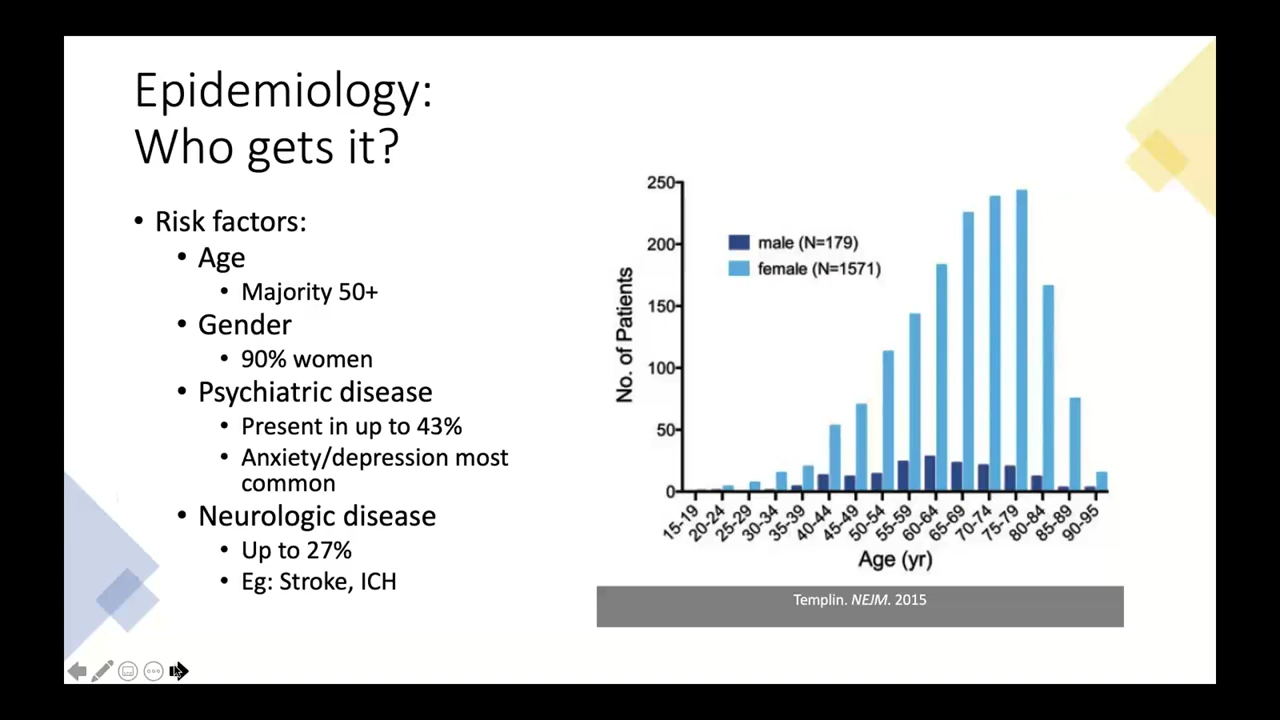 Epidemiology:
Who gets it?
• Risk factors:
• Age
• Majority 50+
• Gender
• 90% women
• Psychiatric disease
• Present in up to 43%
• Anxiety/depression most
common
• Neurologic disease
• Up to 27%
• Eg: Stroke, ICH
250
200
150
100
50
0
No. of Patients
male (N=179)
female (N=1571)
15-19
20-24
25-29
30-34
35-39
40-44
45-49
50-54
55-59
60-64
65-69
70-74
75-79
80-84
85-89
90-95
Age (yr)
Templin. NEJM. 2015